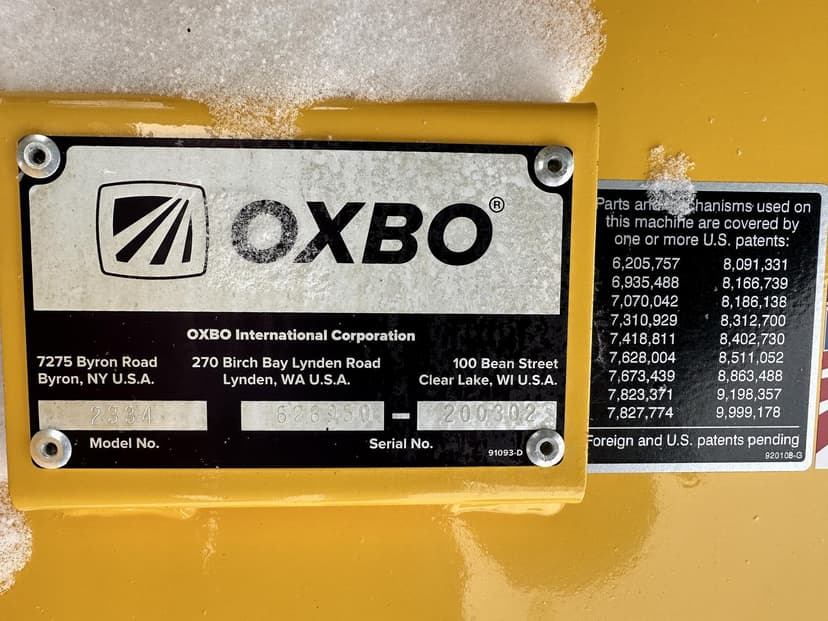 OXBO®
OXBO International Corporation
7275 Byron Road
Byron, NY U.S.A.
270 Birch Bay Lynden Road
Lynden, WA U.S.A.
100 Bean Street
Clear Lake, WI U.S.A.
2334
628250 – 200302
Model No.
Serial No.
91093-D
Parts and mechanisms used on
this machine are covered by
one or more U.S. patents:
6,205,757 8,091,331
6,935,488 8,166,739
7,070,042 8,186,138
7,310,929 8,312,700
7,418,811 8,402,730
7,628,004 8,511,052
7,673,439 8,863,488
7,823,371 9,198,357
7,827,774 9,999,178
Foreign and U.S. patents pending
920108-G